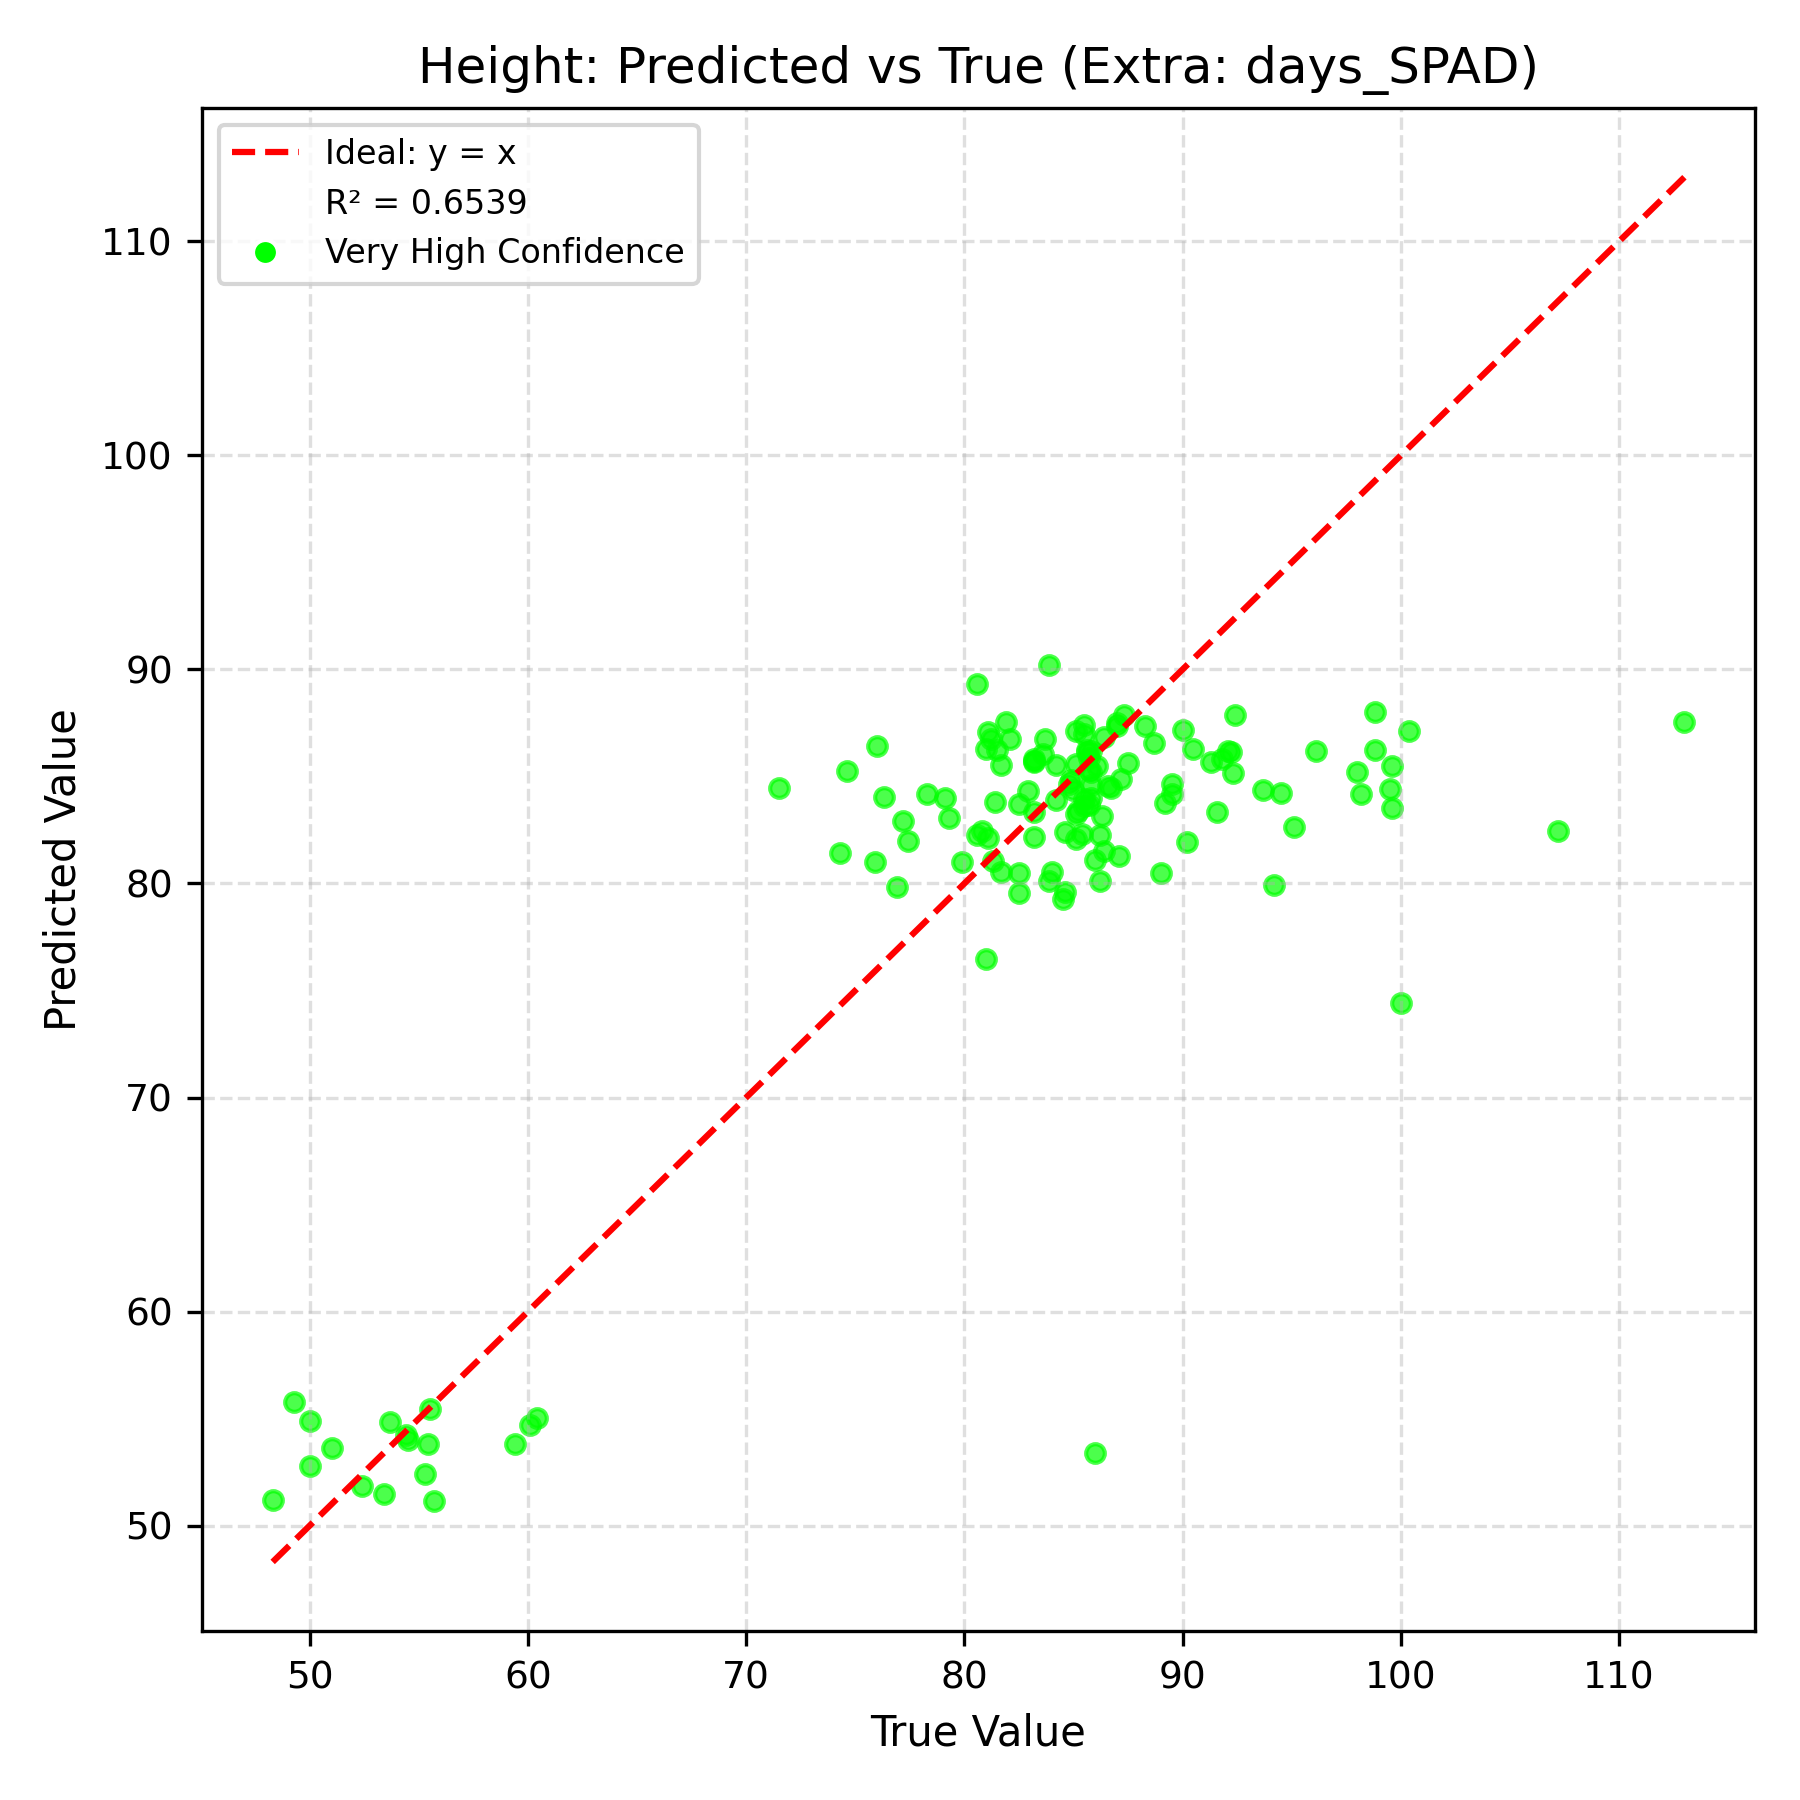 Height: Predicted vs True (Extra: days_SPAD)
Ideal: y = x
R² = 0.6539
Very High Confidence
110
100
90
80
70
60
50
Predicted Value
50 60 70 80 90 100 110
True Value